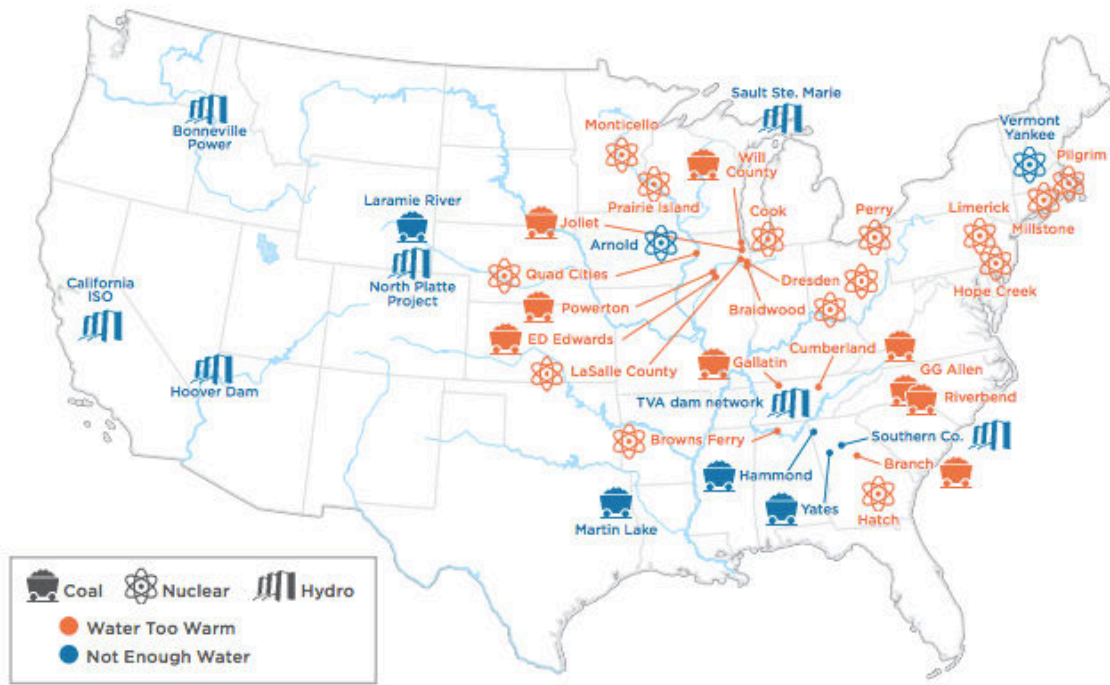 Sault Ste. Marie
Vermont
Yankee
Monticello
Bonneville
Power
Will
County
Pilgrim
Prairie Island
Laramie River
Joliet
Cook
Perry
Limerick
Millstone
Arnold
Quad Cities
Dresden
Hope Creek
North Platte
Project
California
ISO
Powerton
Braidwood
ED Edwards
Gallatin
Cumberland
LaSalle County
GG Allen
Hoover Dam
TVA dam network
Riverbend
Browns Ferry
Southern Co.
Hammond
Branch
Yates
Hatch
Martin Lake
Coal
Nuclear
Hydro
Water Too Warm
Not Enough Water